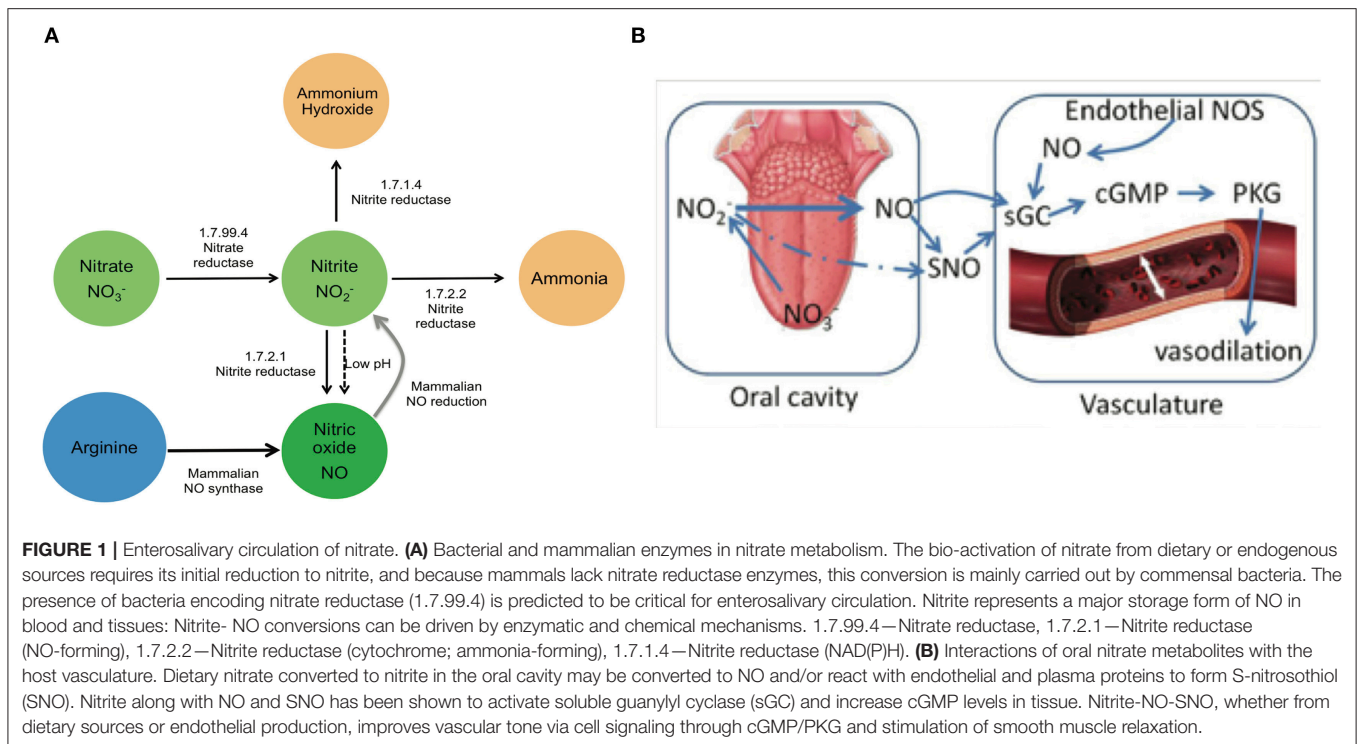 A
Ammonium
Hydroxide
1.7.1.4
Nitrite reductase
1.7.99.4
Nitrate
reductase
Nitrate
NO3-
Nitrite
NO2-
Ammonia
1.7.2.2
Nitrite
reductase
1.7.2.1
Nitrite reductase
Low pH
Mammalian
NO reduction
Arginine
Mammalian
NO synthase
Nitric
oxide
NO
B
Endothelial NOS
NO
NO2-
NO
sGC
cGMP
PKG
SNO
NO3-
vasodilation
Oral cavity
Vasculature
FIGURE 1 | Enterosalivary circulation of nitrate. (A) Bacterial and mammalian enzymes in nitrate metabolism. The bio-activation of nitrate from dietary or endogenous
sources requires its initial reduction to nitrite, and because mammals lack nitrate reductase enzymes, this conversion is mainly carried out by commensal bacteria. The
presence of bacteria encoding nitrate reductase (1.7.99.4) is predicted to be critical for enterosalivary circulation. Nitrite represents a major storage form of NO in
blood and tissues: Nitrite- NO conversions can be driven by enzymatic and chemical mechanisms. 1.7.99.4—Nitrate reductase, 1.7.2.1—Nitrite reductase
(NO-forming), 1.7.2.2—Nitrite reductase (cytochrome; ammonia-forming), 1.7.1.4—Nitrite reductase (NAD(P)H). (B) Interactions of oral nitrate metabolites with the
host vasculature. Dietary nitrate converted to nitrite in the oral cavity may be converted to NO and/or react with endothelial and plasma proteins to form S-nitrosothiol
(SNO). Nitrite along with NO and SNO has been shown to activate soluble guanylyl cyclase (sGC) and increase cGMP levels in tissue. Nitrite-NO-SNO, whether from
dietary sources or endothelial production, improves vascular tone via cell signaling through cGMP/PKG and stimulation of smooth muscle relaxation.